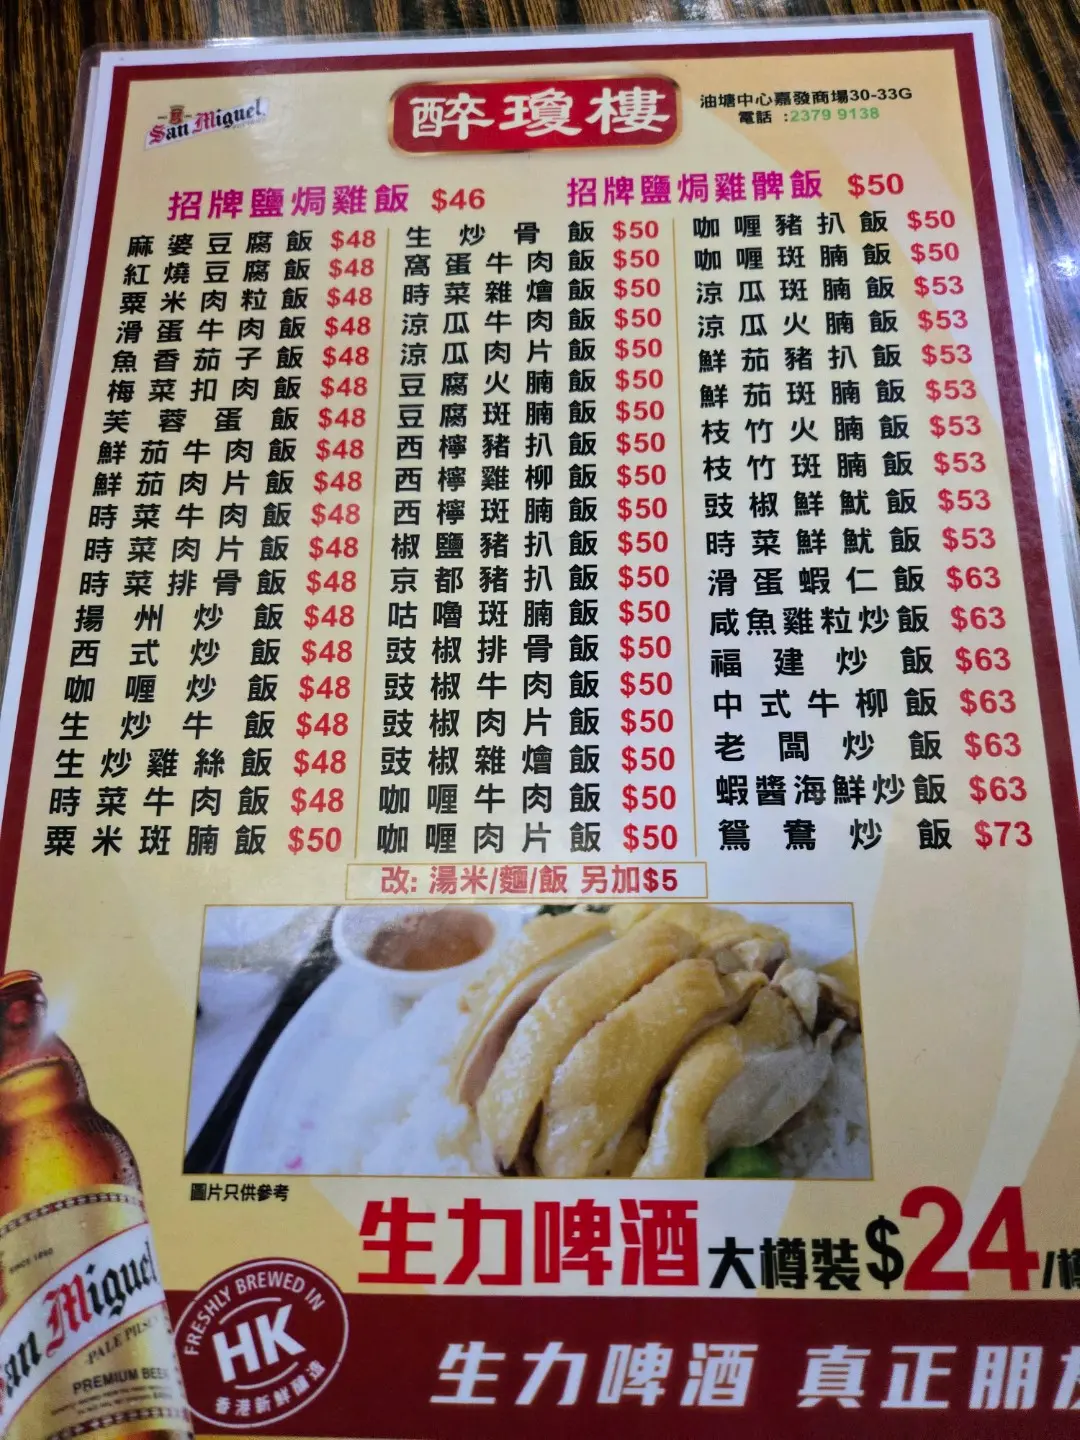 San Miguel
醉瓊樓
油塘中心嘉發商場30-33G
電話 :2379 9138
招牌鹽焗雞飯 $46
招牌鹽焗雞髀飯 $50
麻婆豆腐飯 $48
紅燒豆腐飯 $48
粟米肉粒飯 $48
滑蛋牛肉飯 $48
魚香茄子飯 $48
梅菜扣肉飯 $48
芙蓉蛋飯 $48
鮮茄牛肉飯 $48
鮮茄肉片飯 $48
時菜牛肉飯 $48
時菜肉片飯 $48
時菜排骨飯 $48
揚州炒飯 $48
西式炒飯 $48
咖喱炒飯 $48
生炒牛飯 $48
生炒雞絲飯 $48
時菜牛肉飯 $48
粟米斑腩飯 $50
生炒骨飯 $50
窩蛋牛肉飯 $50
時菜雜燴飯 $50
涼瓜牛肉飯 $50
涼瓜肉片飯 $50
豆腐火腩飯 $50
豆腐斑腩飯 $50
西檸豬扒飯 $50
西檸雞柳飯 $50
西檸斑腩飯 $50
椒鹽豬扒飯 $50
京都豬扒飯 $50
咕嚕斑腩飯 $50
豉椒排骨飯 $50
豉椒牛肉飯 $50
豉椒肉片飯 $50
豉椒雜燴飯 $50
咖喱牛肉飯 $50
咖喱肉片飯 $50
咖喱豬扒飯 $50
咖喱斑腩飯 $50
涼瓜斑腩飯 $53
涼瓜火腩飯 $53
鮮茄豬扒飯 $53
鮮茄斑腩飯 $53
枝竹火腩飯 $53
枝竹斑腩飯 $53
豉椒鮮魷飯 $53
時菜鮮魷飯 $53
滑蛋蝦仁飯 $63
咸魚雞粒炒飯 $63
福建炒飯 $63
中式牛柳飯 $63
老闆炒飯 $63
蝦醬海鮮炒飯 $63
鴛鴦炒飯 $73
改: 湯米/麵/飯 另加$5
圖片只供參考
生力啤酒 大樽裝$24/樽
SINCE 1890
San Miguel
PALE PILSEN
PREMIUM BEER
FRESHLY BREWED IN
HK
香港新鮮釀造
生力啤酒 真正朋友